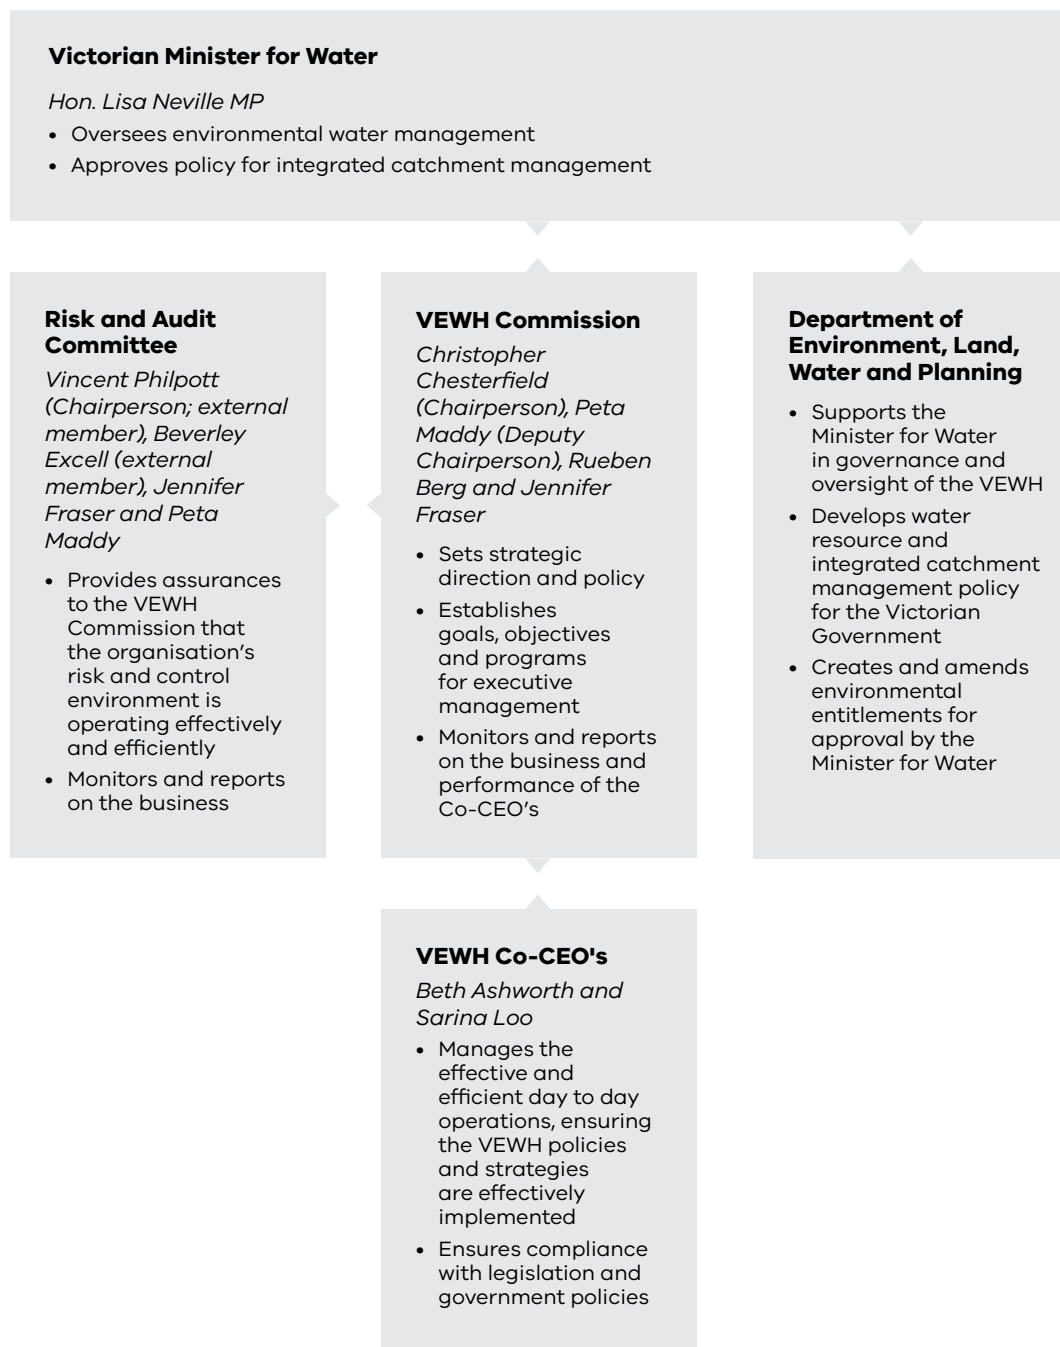 Victorian Minister for Water
Hon. Lisa Neville MP
• Oversees environmental water management
• Approves policy for integrated catchment management
Risk and Audit
Committee
Vincent Philpott
(Chairperson; external
member), Beverley
Excell (external
member), Jennifer
Fraser and Peta
Maddy
• Provides assurances
to the VEWH
Commission that
the organisation’s
risk and control
environment is
operating effectively
and efficiently
• Monitors and reports
on the business
VEWH Commission
Christopher
Chesterfield
(Chairperson), Peta
Maddy (Deputy
Chairperson), Rueben
Berg and Jennifer
Fraser
• Sets strategic
direction and policy
• Establishes
goals, objectives
and programs
for executive
management
• Monitors and reports
on the business and
performance of the
Co-CEO’s
Department of
Environment, Land,
Water and Planning
• Supports the
Minister for Water
in governance and
oversight of the VEWH
• Develops water
resource and
integrated catchment
management policy
for the Victorian
Government
• Creates and amends
environmental
entitlements for
approval by the
Minister for Water
VEWH Co-CEO's
Beth Ashworth and
Sarina Loo
• Manages the
effective and
efficient day to day
operations, ensuring
the VEWH policies
and strategies
are effectively
implemented
• Ensures compliance
with legislation and
government policies